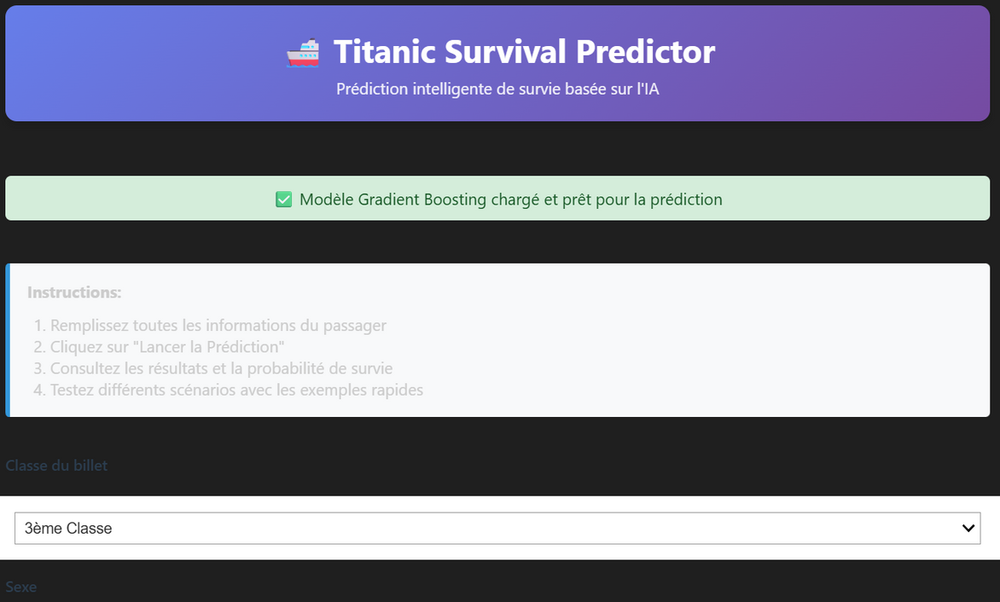 Titanic Survival Predictor
Prédiction intelligente de survie basée sur l'IA
Modèle Gradient Boosting chargé et prêt pour la prédiction
Instructions:
1. Remplissez toutes les informations du passager
2. Cliquez sur "Lancer la Prédiction"
3. Consultez les résultats et la probabilité de survie
4. Testez différents scénarios avec les exemples rapides
Classe du billet
3ème Classe
Sexe